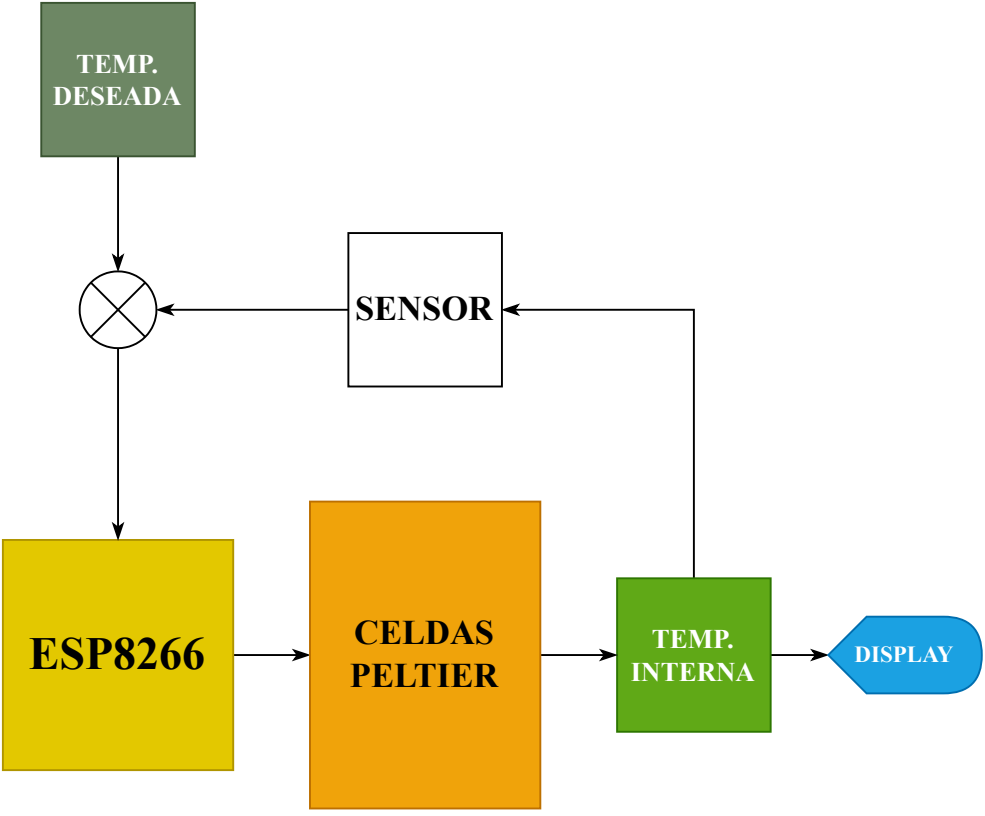 TEMP.
DESEADA
SENSOR
ESP8266
CELDAS
PELTIER
TEMP.
INTERNA
DISPLAY